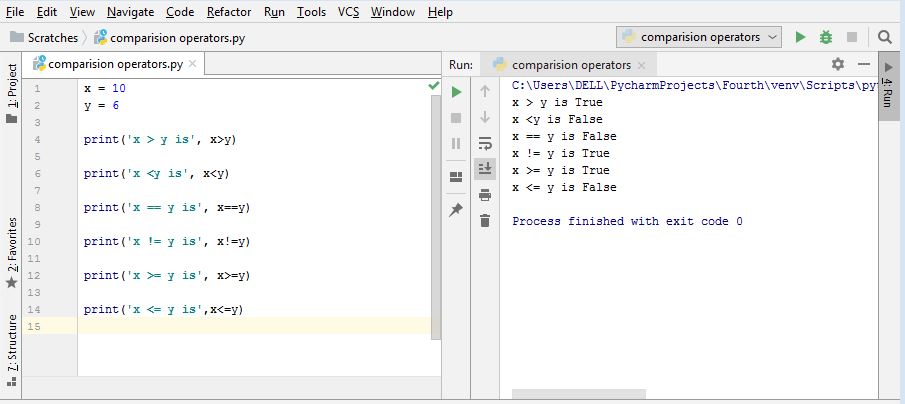 File Edit View Navigate Code Refactor Run Tools VCS Window Help
Scratches comparision operators.py comparision operators
comparision operators.py
Run: comparision operators
1: Project
2: Favorites
7: Structure
4: Run
1 x = 10
2 y = 6
3
4 print('x > y is', x>y)
5
6 print('x <y is', x<y)
7
8 print('x == y is', x==y)
9
10 print('x != y is', x!=y)
11
12 print('x >= y is', x>=y)
13
14 print('x <= y is',x<=y)
15
C:\Users\DELL\PycharmProjects\Fourth\venv\Scripts\py
x > y is True
x <y is False
x == y is False
x != y is True
x >= y is True
x <= y is False
Process finished with exit code 0